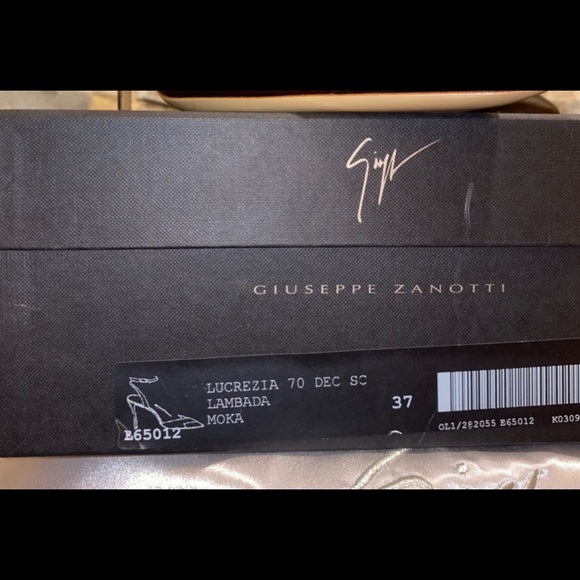 GIUSEPPE ZANOTTI
LUCREZIA 70 DEC SC
LAMBADA
MOKA
37
E65012
OL1/282055 E65012 K0309